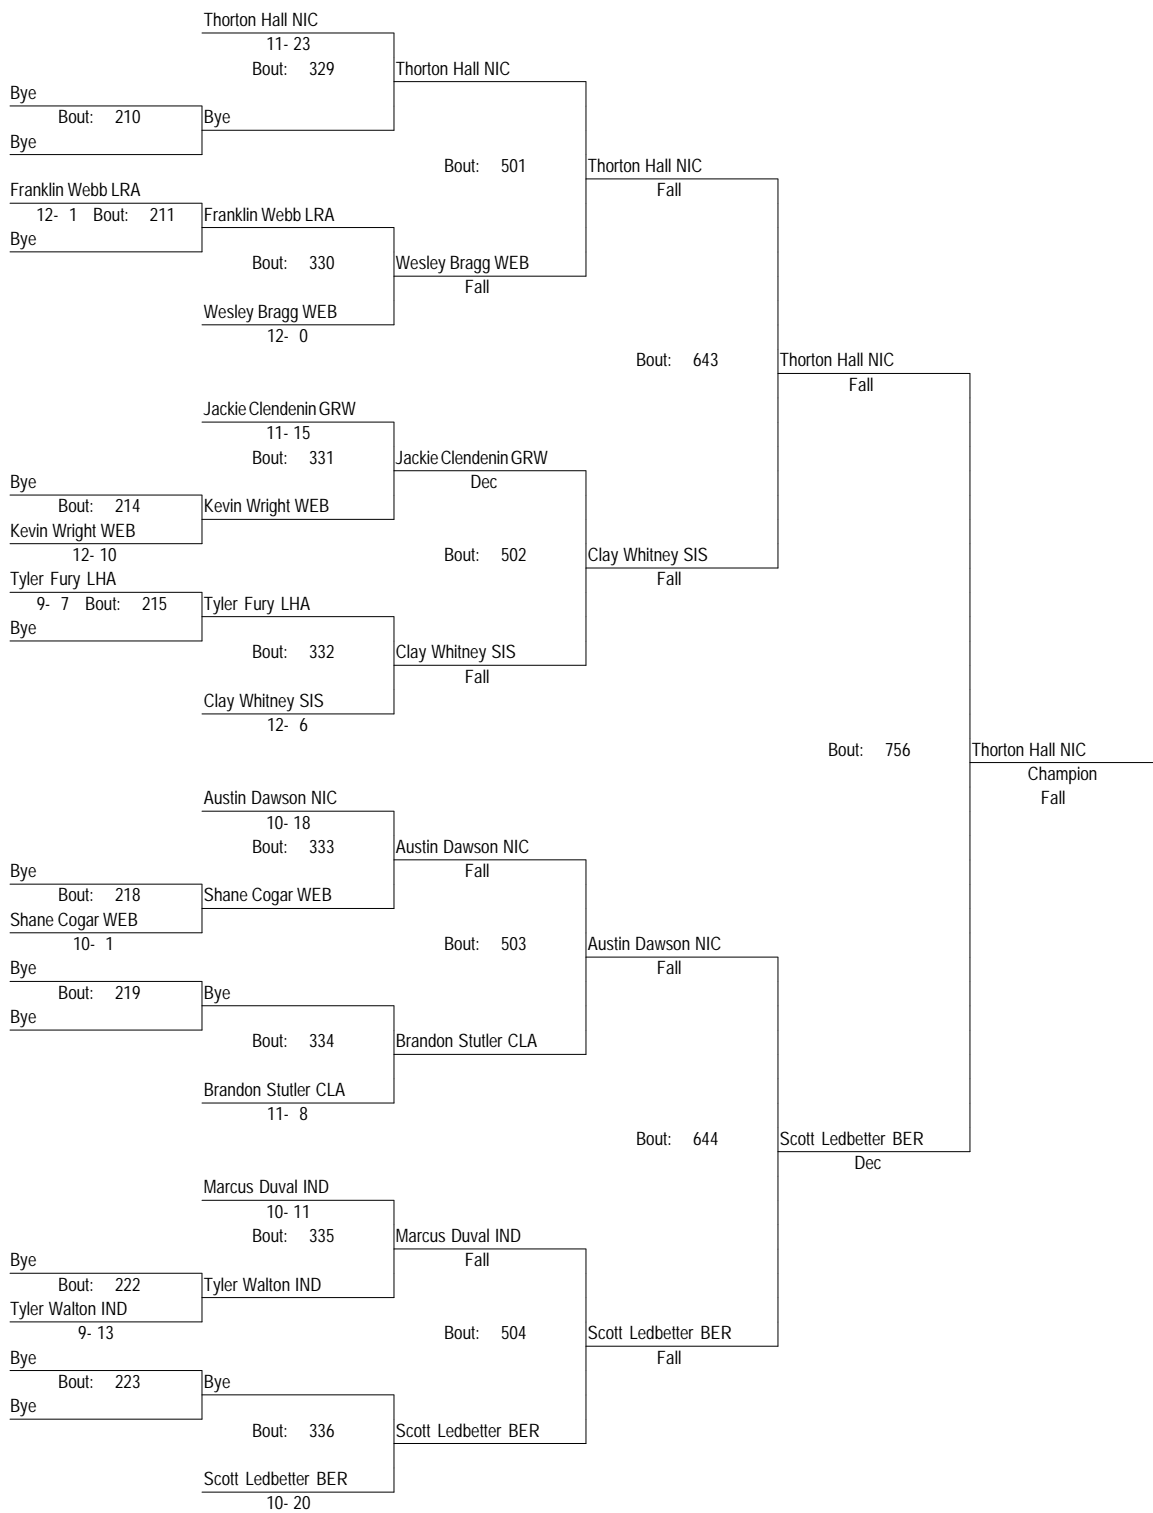 Thorton Hall NIC
11- 23
Bout: 329 Thorton Hall NIC
Bye
Bout: 210 Bye
Bye
Bout: 501 Thorton Hall NIC
Franklin Webb LRA Fall
12- 1 Bout: 211 Franklin Webb LRA
Bye
Bout: 330 Wesley Bragg WEB
Fall
Wesley Bragg WEB
12- 0
Bout: 643 Thorton Hall NIC
Fall
Jackie Clendenin GRW
11- 15
Bout: 331 Jackie Clendenin GRW
Bye Dec
Bout: 214 Kevin Wright WEB
Kevin Wright WEB
12- 10 Bout: 502 Clay Whitney SIS
Tyler Fury LHA Fall
9- 7 Bout: 215 Tyler Fury LHA
Bye
Bout: 332 Clay Whitney SIS
Fall
Clay Whitney SIS
12- 6
Bout: 756 Thorton Hall NIC
Champion
Austin Dawson NIC Fall
10- 18
Bout: 333 Austin Dawson NIC
Bye Fall
Bout: 218 Shane Cogar WEB
Shane Cogar WEB
10- 1 Bout: 503 Austin Dawson NIC
Bye Fall
Bout: 219 Bye
Bye
Bout: 334 Brandon Stutler CLA
Brandon Stutler CLA
11- 8
Bout: 644 Scott Ledbetter BER
Dec
Marcus Duval IND
10- 11
Bout: 335 Marcus Duval IND
Bye Fall
Bout: 222 Tyler Walton IND
Tyler Walton IND
9- 13 Bout: 504 Scott Ledbetter BER
Bye Fall
Bout: 223 Bye
Bye
Bout: 336 Scott Ledbetter BER
Scott Ledbetter BER
10- 20